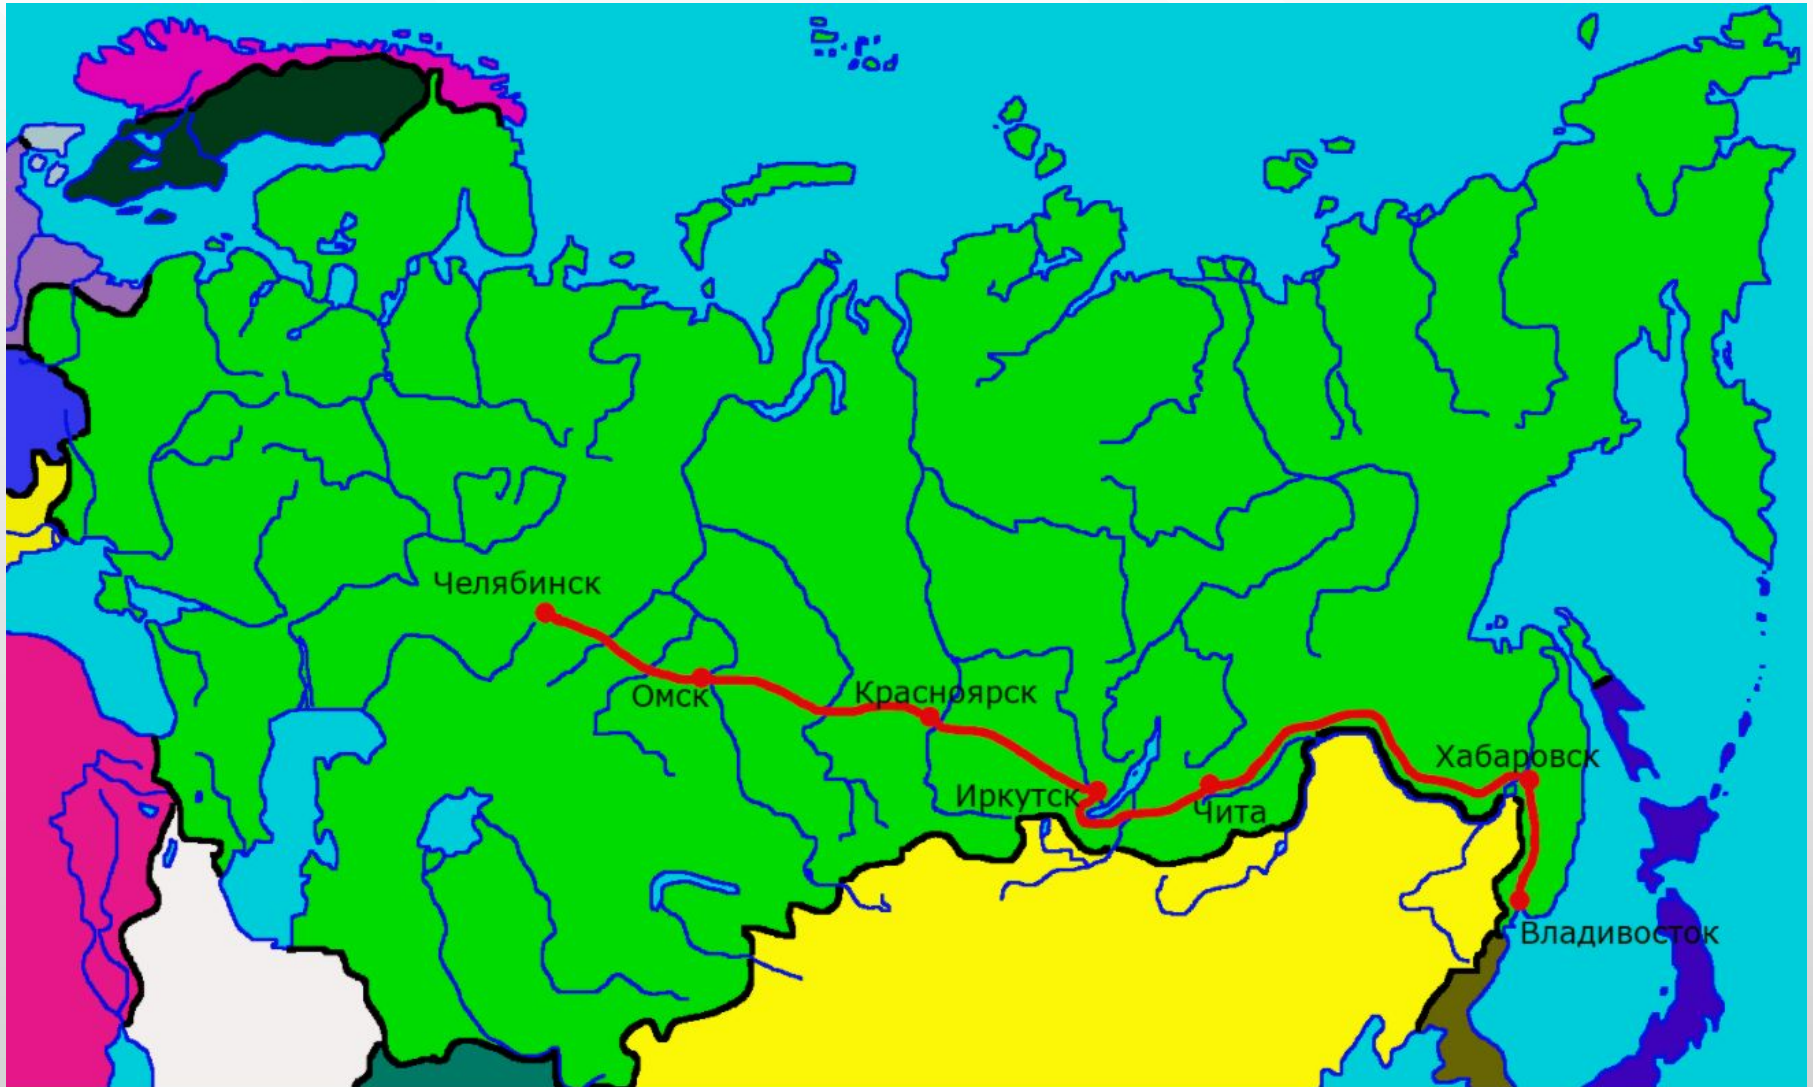 Челябинск
Омск
Красноярск
Иркутск
Чита
Хабаровск
Владивосток